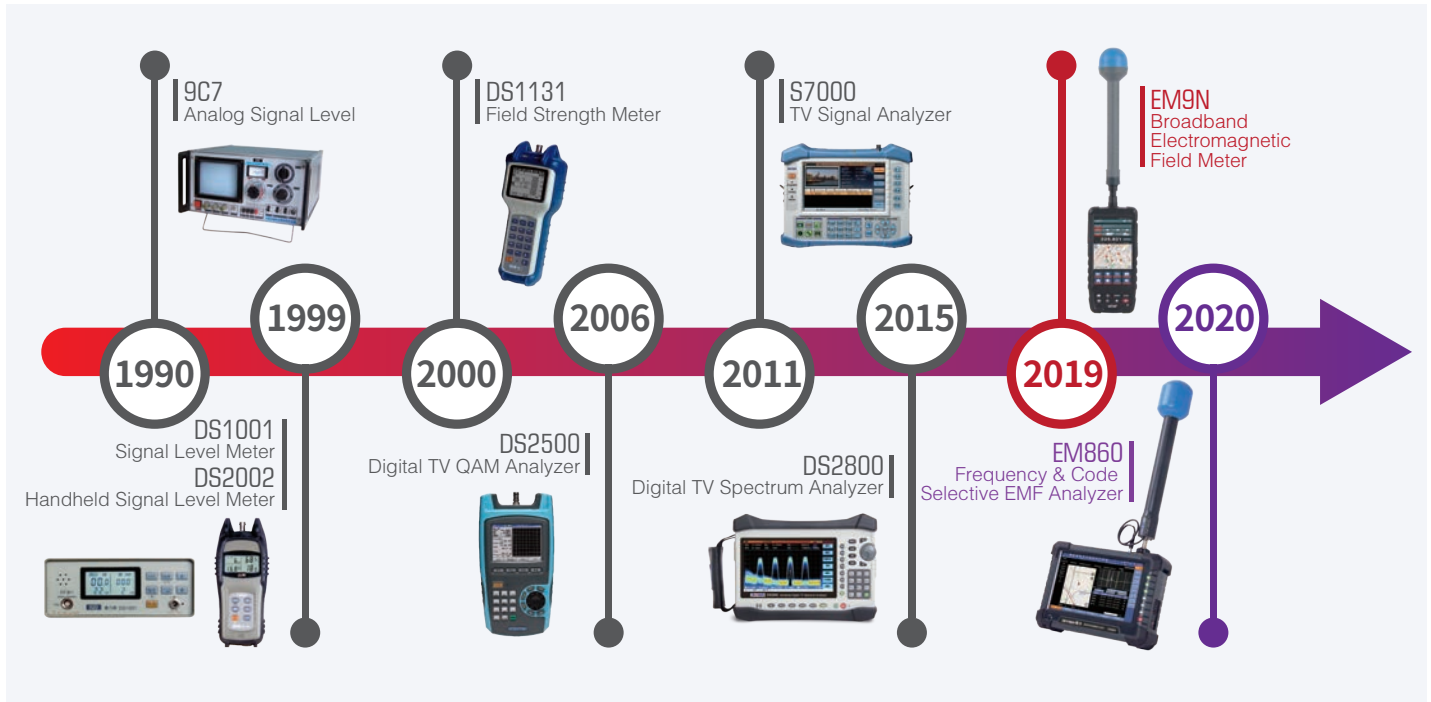 9C7
Analog Signal Level
DS1131
Field Strength Meter
S7000
TV Signal Analyzer
EM9N
Broadband
Electromagnetic
Field Meter
1990
1999
2000
2006
2011
2015
2019
2020
DS1001
Signal Level Meter
DS2002
Handheld Signal Level Meter
DS2500
Digital TV QAM Analyzer
DS2800
Digital TV Spectrum Analyzer
EM860
Frequency & Code
Selective EMF Analyzer